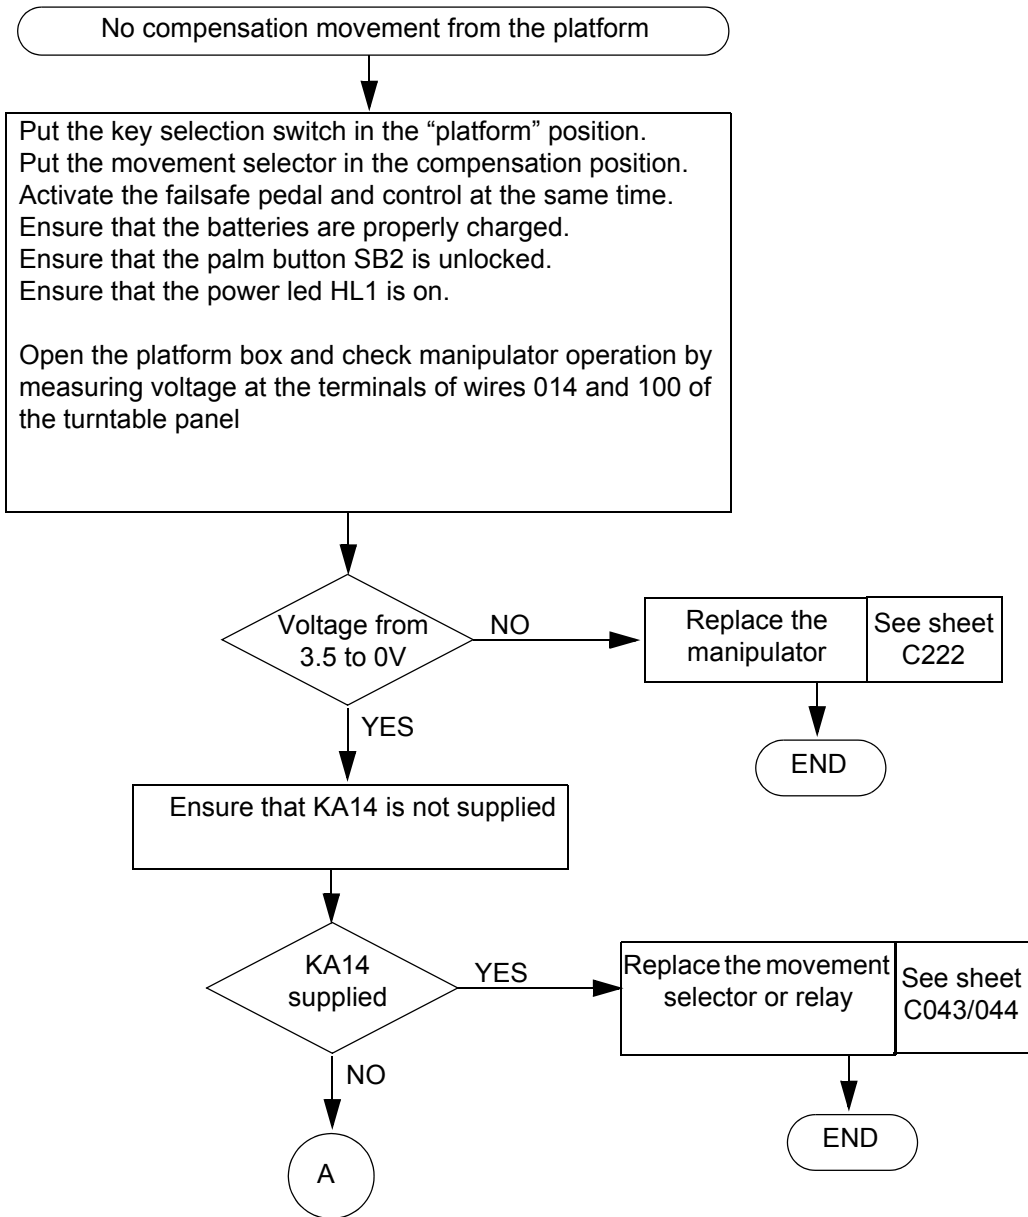 No compensation movement from the platform
Put the key selection switch in the “platform” position.
Put the movement selector in the compensation position.
Activate the failsafe pedal and control at the same time.
Ensure that the batteries are properly charged.
Ensure that the palm button SB2 is unlocked.
Ensure that the power led HL1 is on.
Open the platform box and check manipulator operation by
measuring voltage at the terminals of wires 014 and 100 of
the turntable panel
Voltage from
3.5 to 0V
NO
Replace the
manipulator
See sheet
C222
YES
END
Ensure that KA14 is not supplied
KA14
supplied
YES
Replace the movement
selector or relay
See sheet
C043/044
NO
END
A